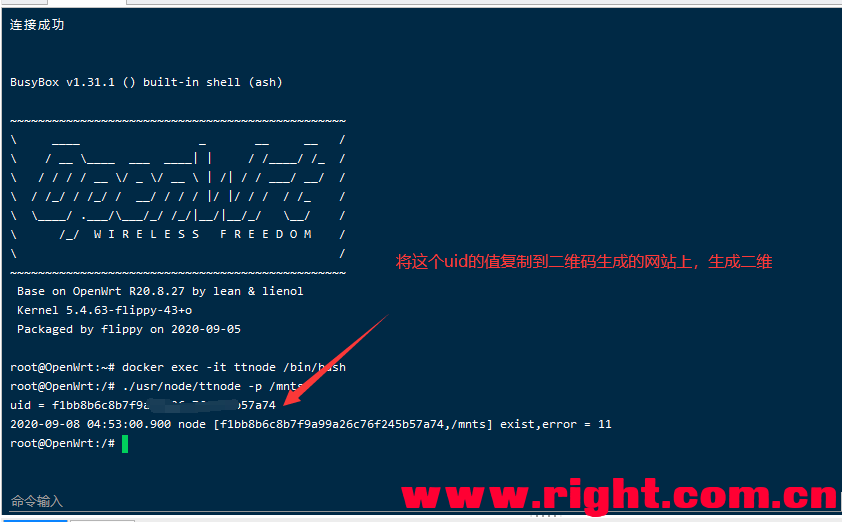 连接成功
BusyBox v1.31.1 () built-in shell (ash)
W I R E L E S S   F R E E D O M
将这个uid的值复制到二维码生成的网站上，生成二维
Base on OpenWrt R20.8.27 by lean & lienol
Kernel 5.4.63-flippy-43+o
Packaged by flippy on 2020-09-05
root@OpenWrt:~# docker exec -it ttnode /bin/bash
root@OpenWrt:/# ./usr/node/ttnode -p /mnts
uid = f1bb8b6c8b7f9a b57a74
2020-09-08 04:53:00.900 node [f1bb8b6c8b7f9a99a26c76f245b57a74,/mnts] exist,error = 11
root@OpenWrt:/#
命令输入
www.right.com.cn